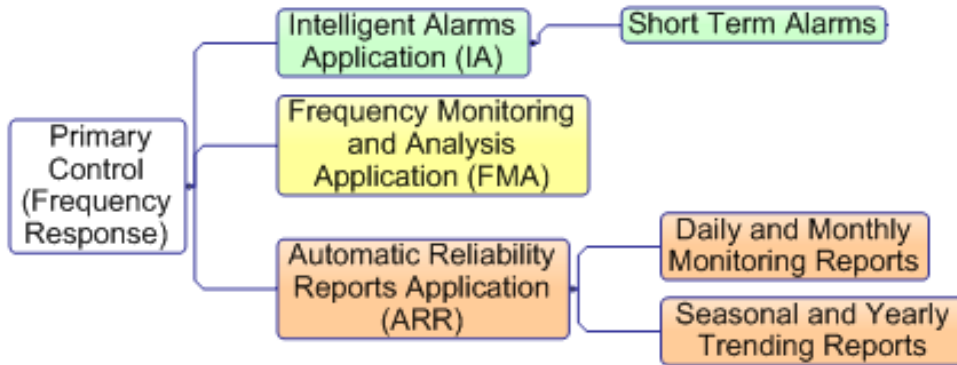 Primary
Control
(Frequency
Response)
Intelligent Alarms
Application (IA)
Short Term Alarms
Frequency Monitoring
and Analysis
Application (FMA)
Automatic Reliability
Reports Application
(ARR)
Daily and Monthly
Monitoring Reports
Seasonal and Yearly
Trending Reports